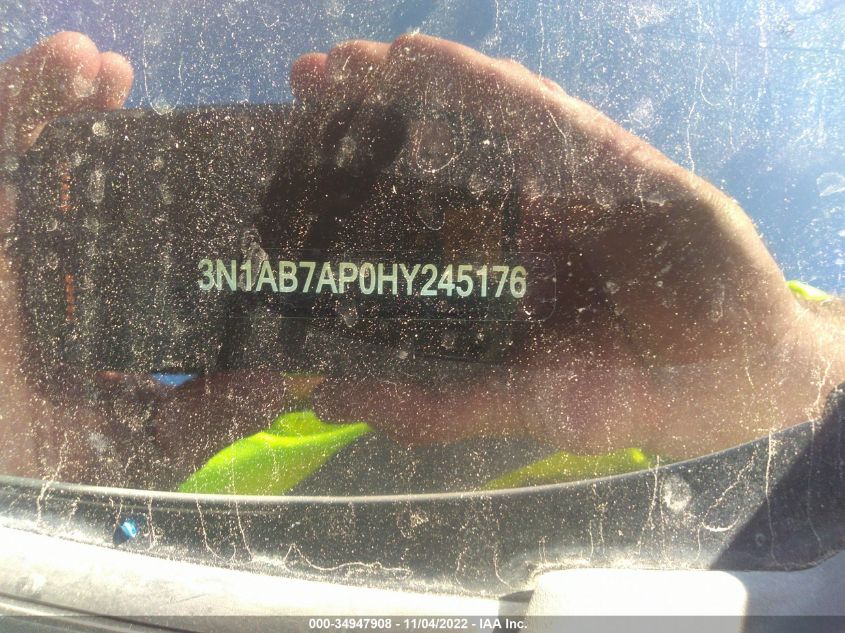 3N1AB7AP0HY245176
000-34947908 - 11/04/2022 - IAA Inc.